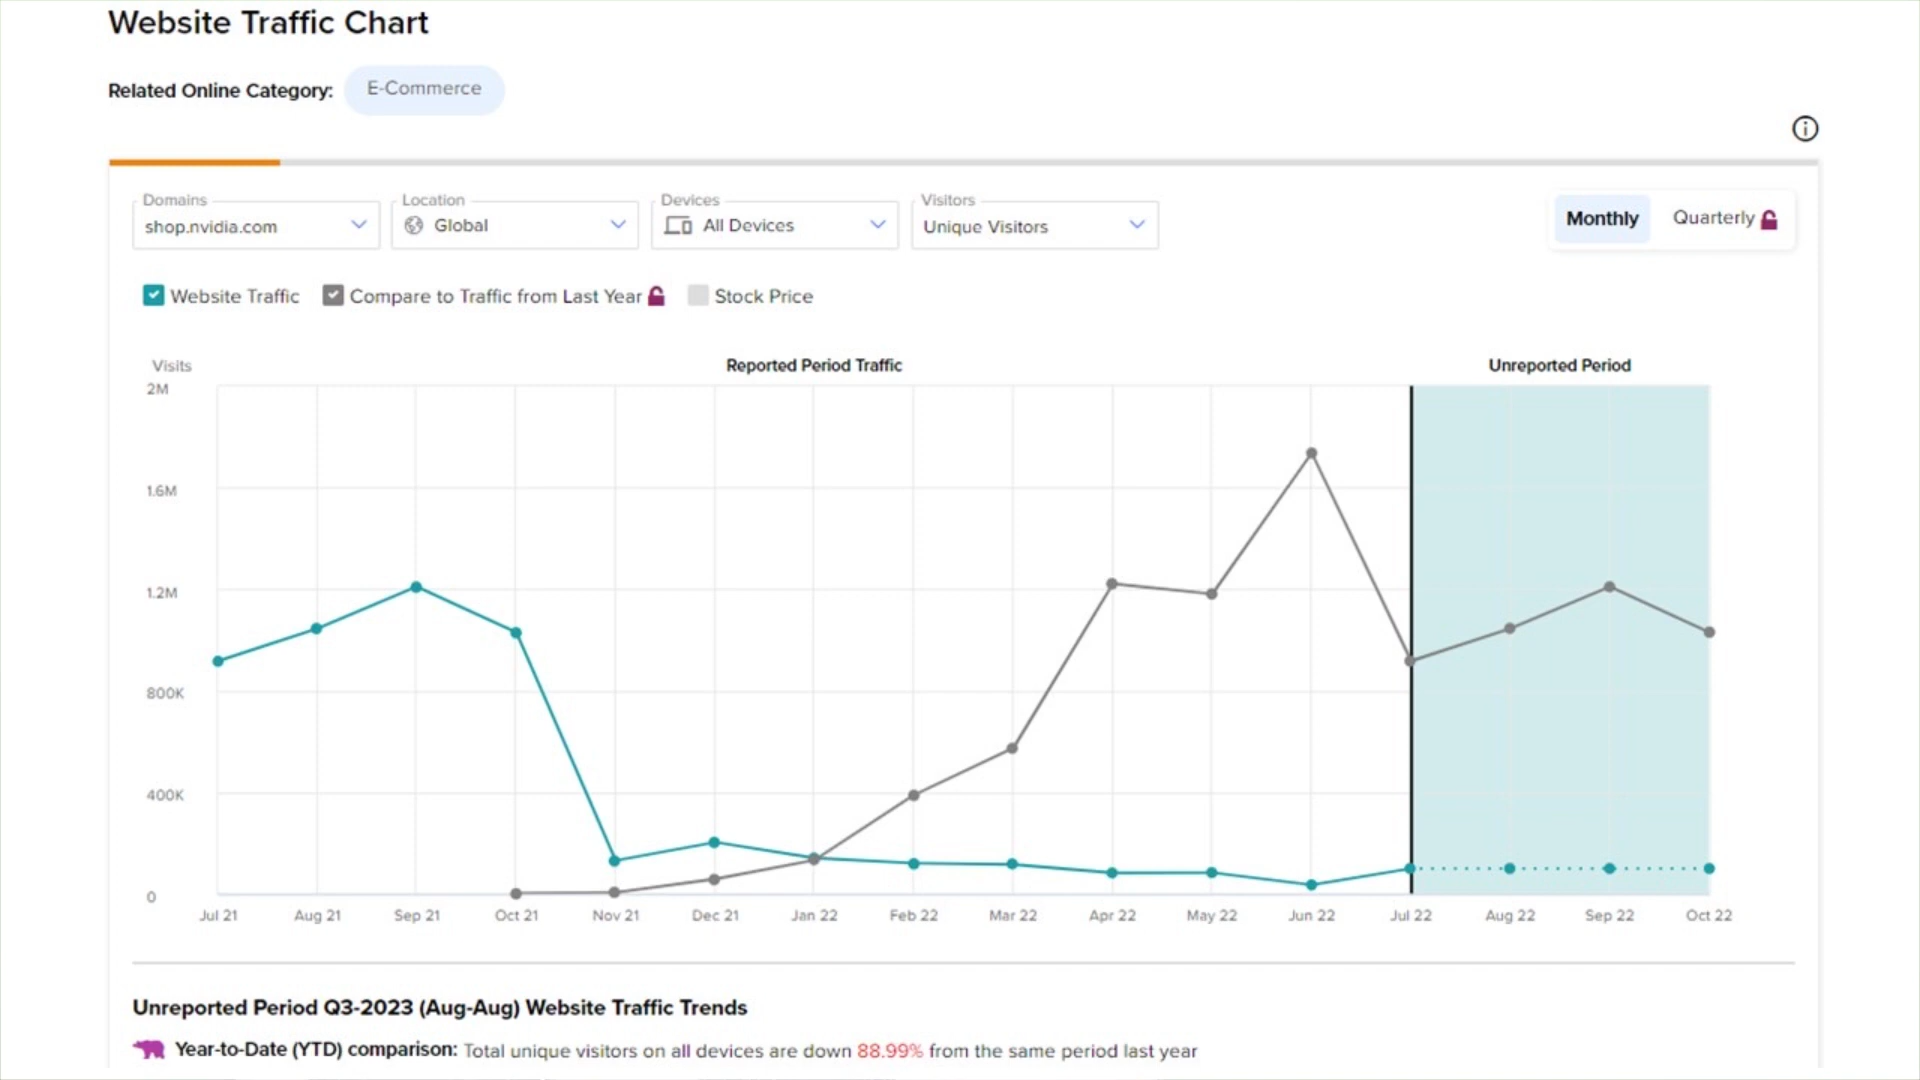 Website Traffic Chart
Related Online Category: E-Commerce
Domains Location Devices Visitors
shop.nvidia.com Global All Devices Unique Visitors Monthly Quarterly
Website Traffic Compare to Traffic from Last Year Stock Price
Visits Reported Period Traffic Unreported Period
2M
1.6M
1.2M
800K
400K
0
Jul 21 Aug 21 Sep 21 Oct 21 Nov 21 Dec 21 Jan 22 Feb 22 Mar 22 Apr 22 May 22 Jun 22 Jul 22 Aug 22 Sep 22 Oct 22
Unreported Period Q3-2023 (Aug-Aug) Website Traffic Trends
Year-to-Date (YTD) comparison: Total unique visitors on all devices are down 88.99% from the same period last year